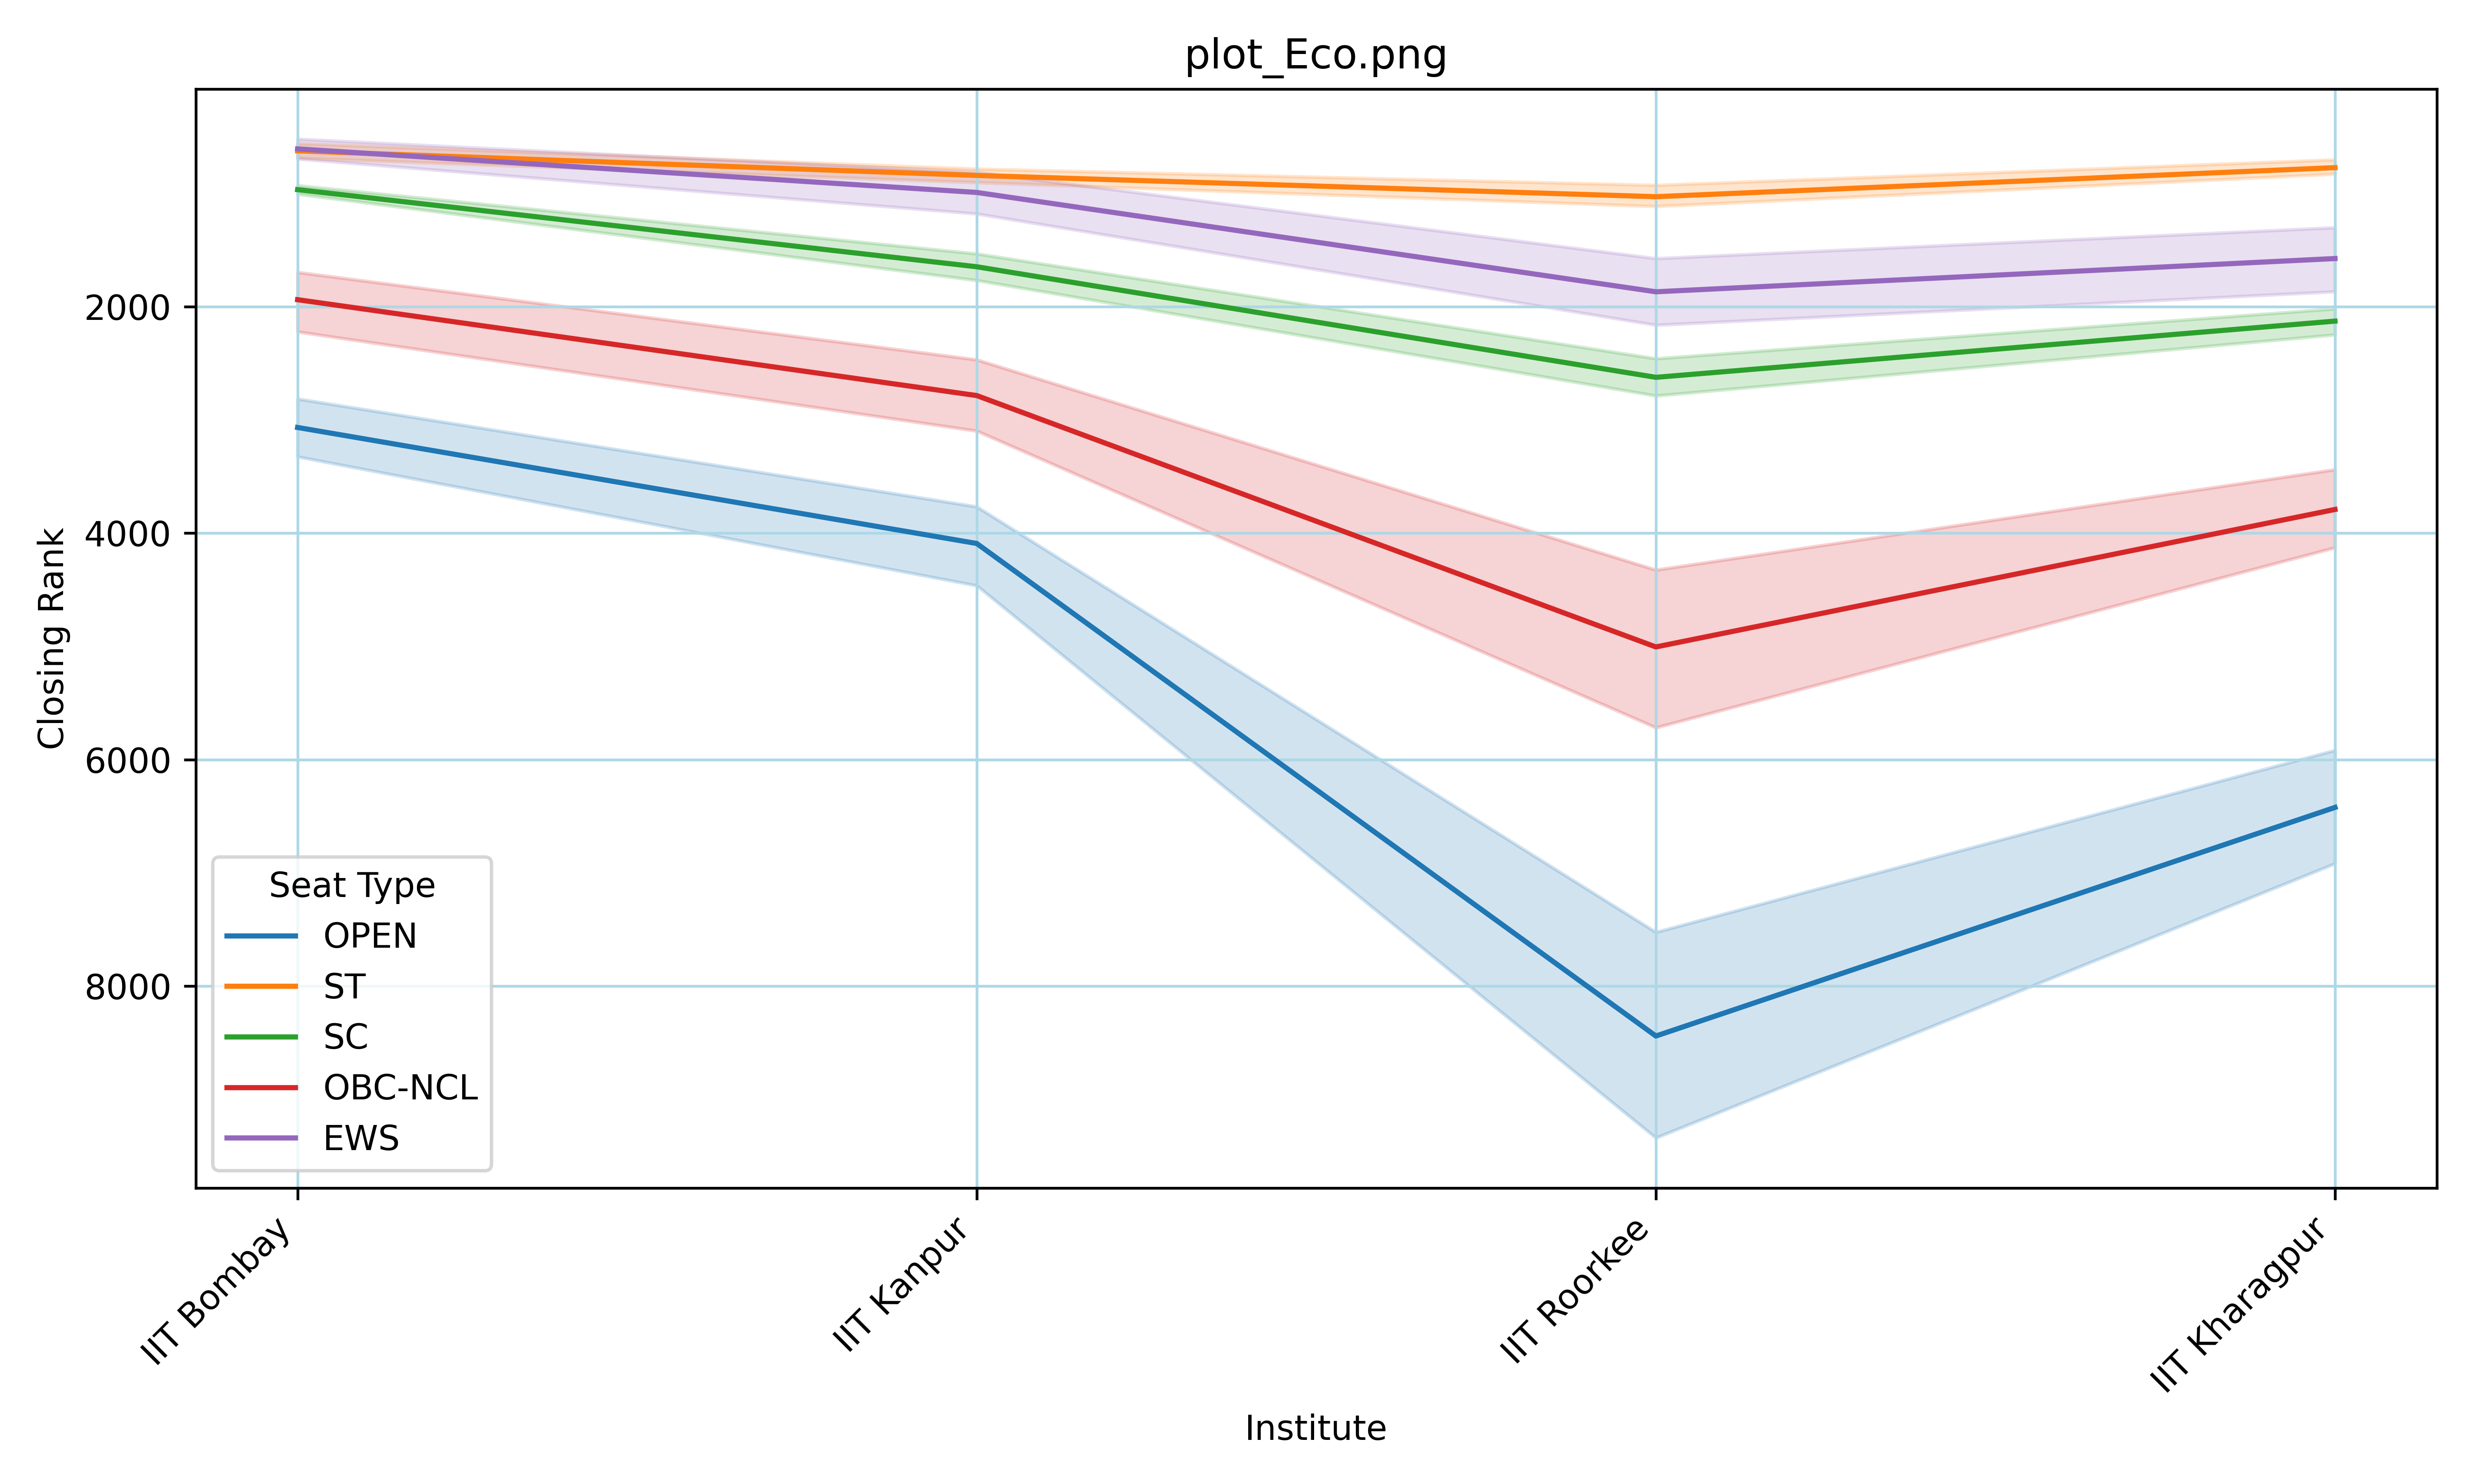 plot_Eco.png
Closing Rank
2000
4000
6000
8000
Seat Type
OPEN
ST
SC
OBC-NCL
EWS
IIT Bombay
IIT Kanpur
IIT Roorkee
IIT Kharagpur
Institute